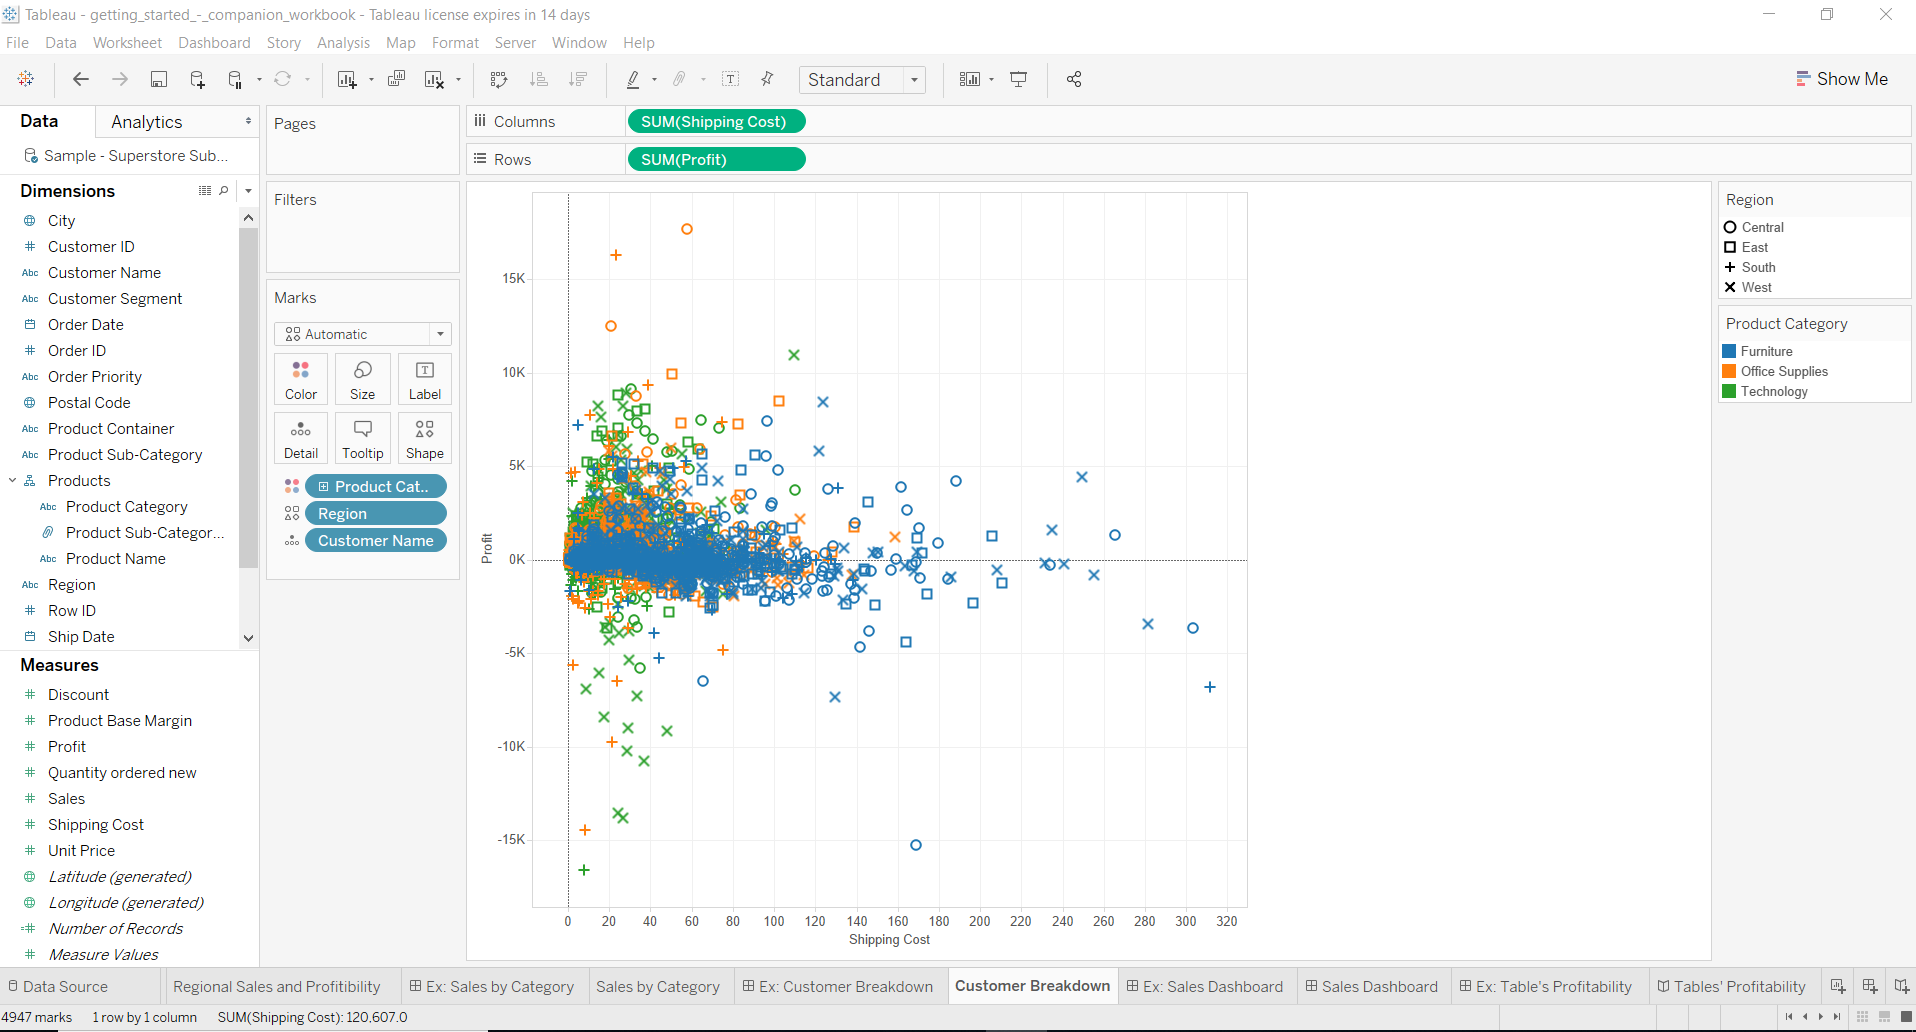 Tableau - getting_started_-_companion_workbook - Tableau license expires in 14 days
File Data Worksheet Dashboard Story Analysis Map Format Server Window Help
Standard
Show Me
Data
Analytics
Sample - Superstore Sub...
Dimensions
City
Customer ID
Abc Customer Name
Abc Customer Segment
Order Date
Order ID
Abc Order Priority
Postal Code
Abc Product Container
Abc Product Sub-Category
Products
Abc Product Category
Product Sub-Categor...
Abc Product Name
Abc Region
Row ID
Ship Date
Measures
Discount
Product Base Margin
Profit
Quantity ordered new
Sales
Shipping Cost
Unit Price
Latitude (generated)
Longitude (generated)
Number of Records
Measure Values
Pages
Filters
Marks
Automatic
Color
Size
Label
Detail
Tooltip
Shape
Product Cat..
Region
Customer Name
Columns
SUM(Shipping Cost)
Rows
SUM(Profit)
15K
10K
5K
0K
-5K
-10K
-15K
Profit
0 20 40 60 80 100 120 140 160 180 200 220 240 260 280 300 320
Shipping Cost
Region
Central
East
South
West
Product Category
Furniture
Office Supplies
Technology
Data Source
Regional Sales and Profitibility
Ex: Sales by Category
Sales by Category
Ex: Customer Breakdown
Customer Breakdown
Ex: Sales Dashboard
Sales Dashboard
Ex: Table's Profitability
Tables' Profitability
4947 marks
1 row by 1 column
SUM(Shipping Cost): 120,607.0